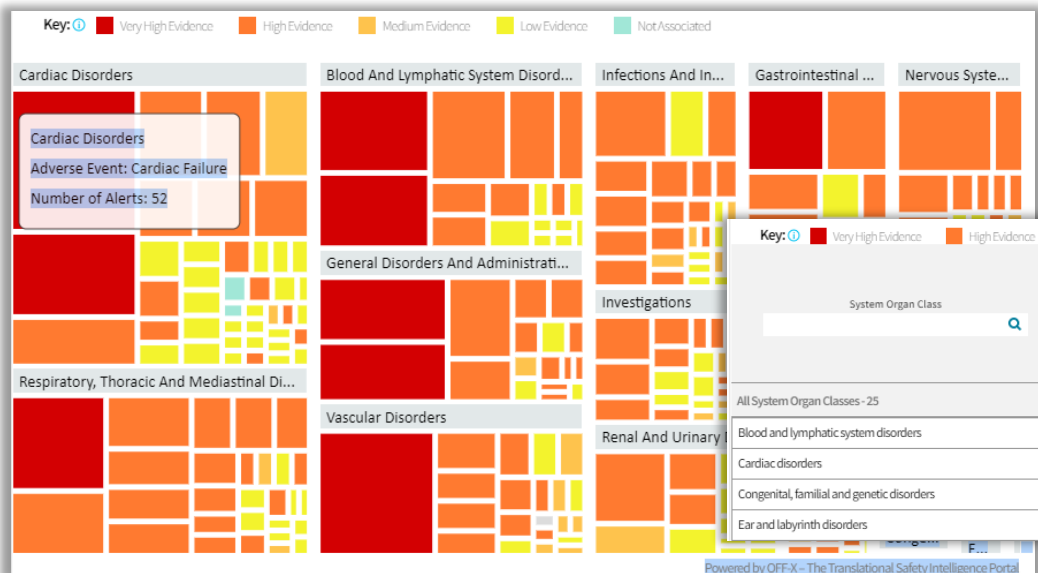 Key: Very High Evidence High Evidence Medium Evidence Low Evidence Not Associated
Cardiac Disorders
Blood And Lymphatic System Disord...
Infections And In...
Gastrointestinal ...
Nervous Syste...
Cardiac Disorders
Adverse Event: Cardiac Failure
Number of Alerts: 52
General Disorders And Administrati...
Investigations
Respiratory, Thoracic And Mediastinal Di...
Vascular Disorders
Renal And Urinary
Key: Very High Evidence High Evidence
System Organ Class
All System Organ Classes - 25
Blood and lymphatic system disorders
Cardiac disorders
Congenital, familial and genetic disorders
Ear and labyrinth disorders
Powered by OFF-X – The Translational Safety Intelligence Portal